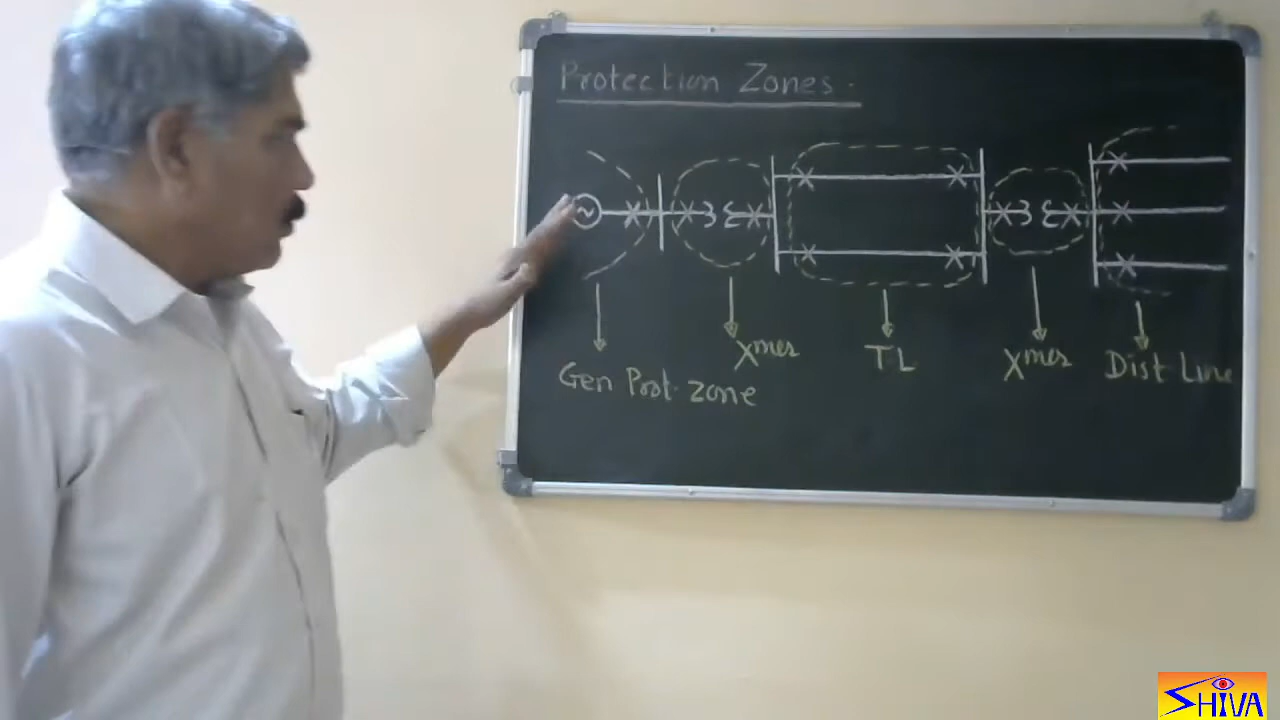 Protection Zones.
~
Xmer
TL
Xmer
Dist Line
Gen Prot. zone
SHIVA